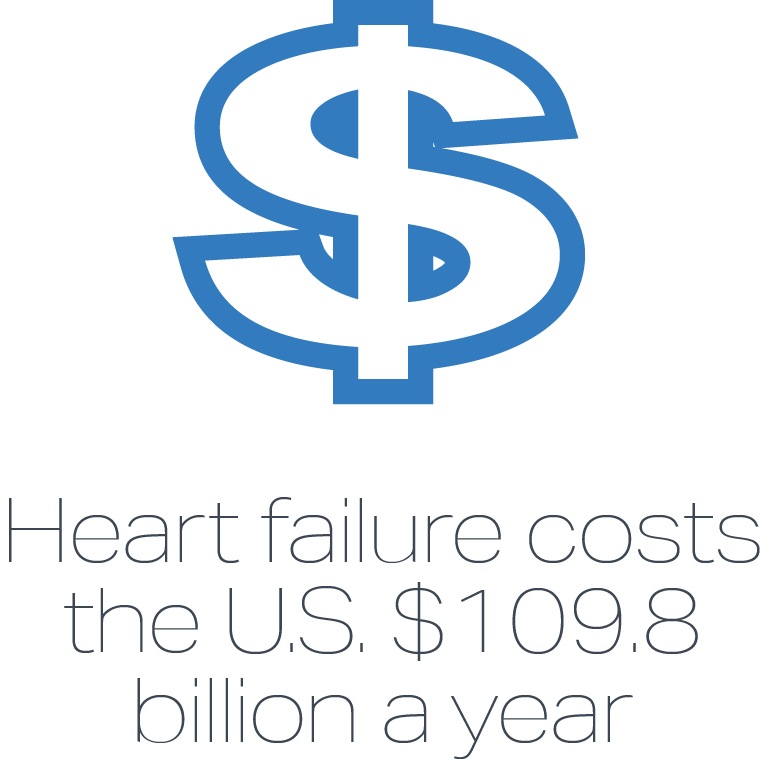 $
Heart failure costs
the U.S. $109.8
billion a year